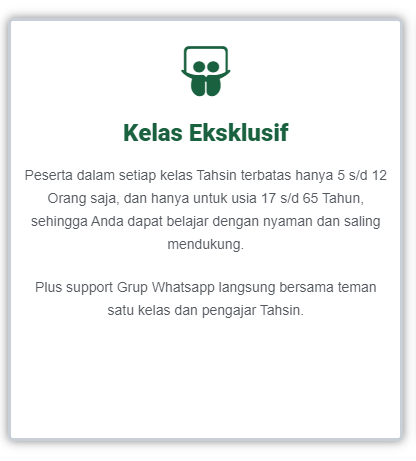 Kelas Eksklusif
Peserta dalam setiap kelas Tahsin terbatas hanya 5 s/d 12
Orang saja, dan hanya untuk usia 17 s/d 65 Tahun,
sehingga Anda dapat belajar dengan nyaman dan saling
mendukung.
Plus support Grup Whatsapp langsung bersama teman
satu kelas dan pengajar Tahsin.